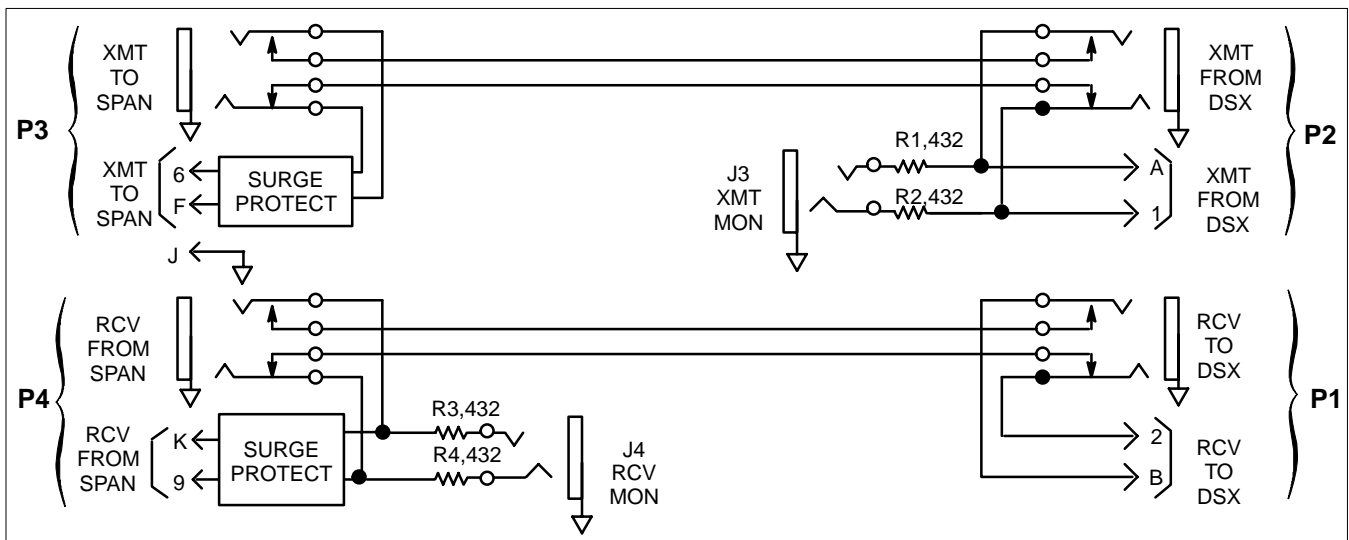 P3
XMT
TO
SPAN
XMT
TO
SPAN
6
F
SURGE
PROTECT
J
J3
XMT
MON
R1,432
R2,432
XMT
FROM
DSX
A
1
XMT
FROM
DSX
P2
P4
RCV
FROM
SPAN
RCV
FROM
SPAN
K
9
SURGE
PROTECT
R3,432
R4,432
J4
RCV
MON
RCV
TO
DSX
2
B
RCV
TO
DSX
P1